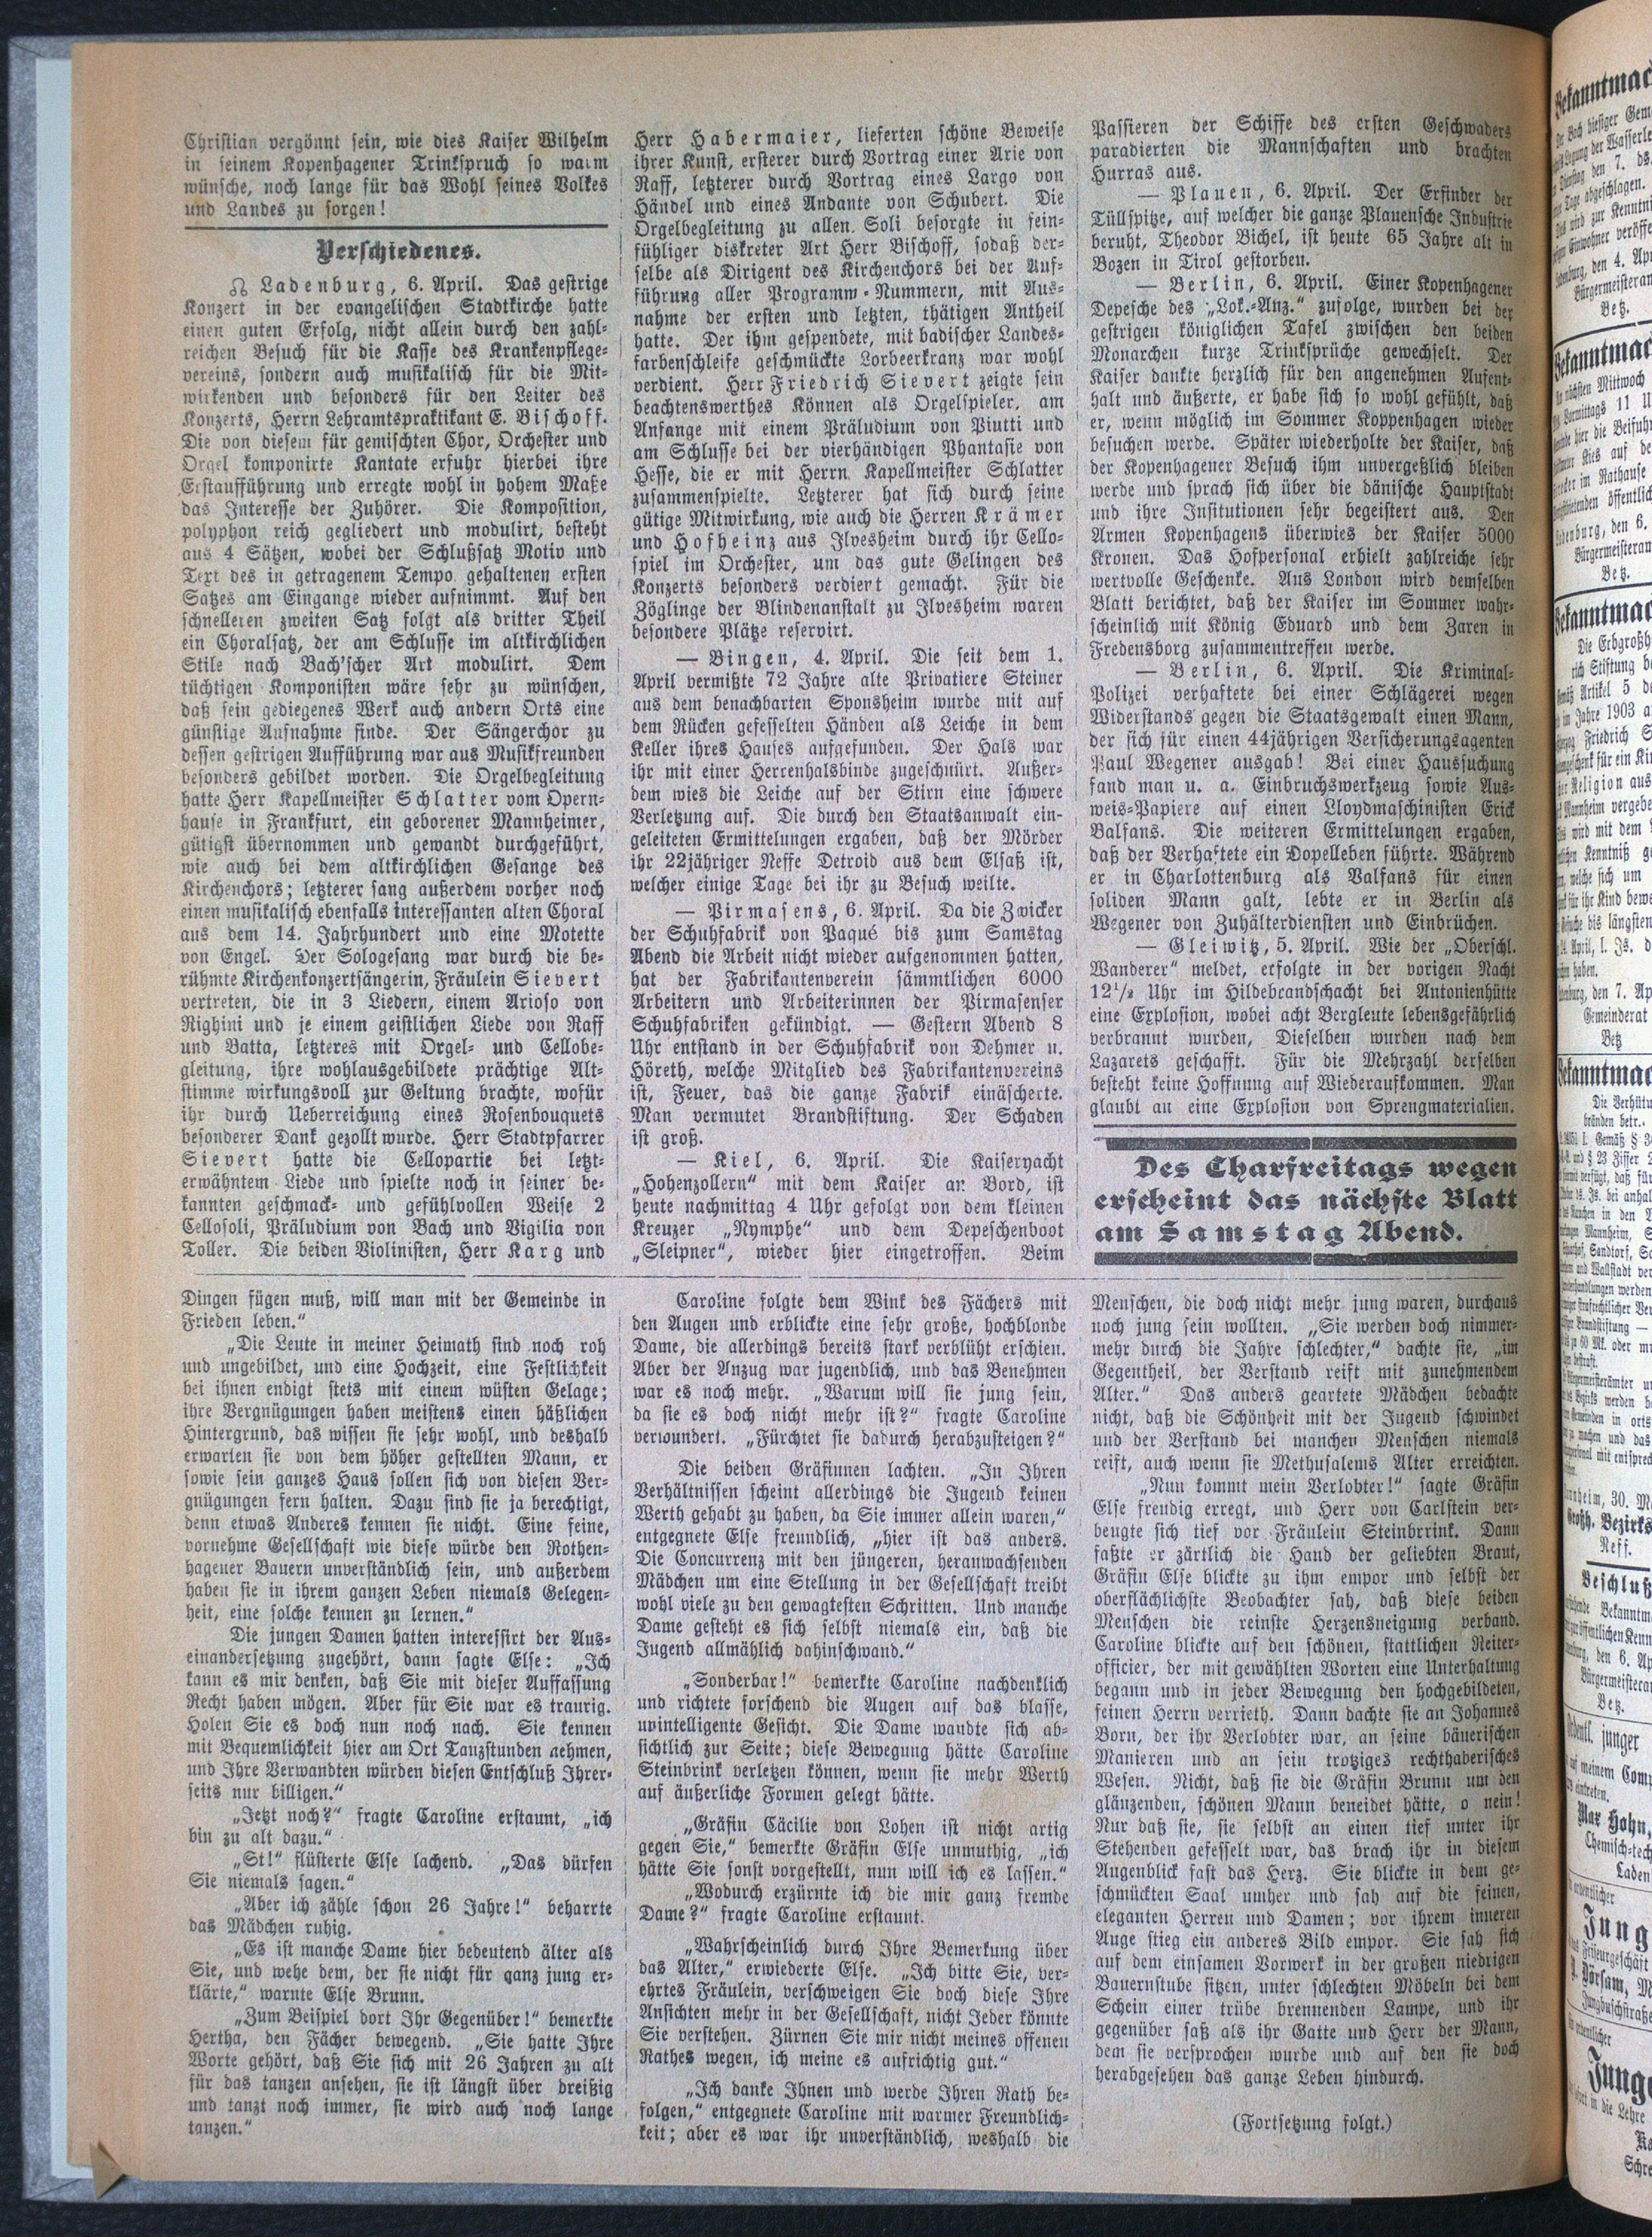 Christian vergönnt sein, wie dies Kaiser Wilhelm
in seinem Kopenhagener Trinkspruch so warm
wünsche, noch lange für das Wohl seines Volkes
und Landes zu sorgen!
Verschiedenes.
Ladenburg, 6. April. Das gestrige
Konzert in der evangelischen Stadtkirche hatte
einen guten Erfolg, nicht allein durch den zahl-
reichen Besuch für die Kasse des Krankenpflege-
vereins, sondern auch musikalisch für die Mit-
wirkenden und besonders für den Leiter des
Konzerts, Herrn Lehramtspraktikant E. Bischoff.
Die von diesem für gemischten Chor, Orchester und
Orgel komponirte Kantate erfuhr hierbei ihre
Erstaufführung und erregte wohl in hohem Maße
das Interesse der Zuhörer. Die Komposition,
polyphon reich gegliedert und modulirt, besteht
aus 4 Sätzen, wobei der Schlußsatz Motiv und
Text des in getragenem Tempo gehaltenen ersten
Satzes am Eingange wieder aufnimmt. Auf den
schnelleren zweiten Satz folgt als dritter Theil
ein Choralsatz, der am Schlusse im altkirchlichen
Stile nach Bach'scher Art modulirt. Dem
tüchtigen Komponisten wäre sehr zu wünschen,
daß sein gediegenes Werk auch andern Orts eine
günstige Aufnahme finde. Der Sängerchor zu
dessen gestrigen Aufführung war aus Musikfreunden
besonders gebildet worden. Die Orgelbegleitung
hatte Herr Kapellmeister Schlatter vom Opern-
hause in Frankfurt, ein geborener Mannheimer,
gütigst übernommen und gewandt durchgeführt,
wie auch bei dem altkirchlichen Gesange des
Kirchenchors; letzterer sang außerdem vorher noch
einen musikalisch ebenfalls interessanten alten Choral
aus dem 14. Jahrhundert und eine Motette
von Engel. Der Sologesang war durch die be-
rühmte Kirchenkonzertsängerin, Fräulein Sievert
vertreten, die in 3 Liedern, einem Arioso von
Righini und je einem geistlichen Liede von Raff
und Batta, letzteres mit Orgel- und Cellobe-
gleitung, ihre wohlausgebildete prächtige Alt-
stimme wirkungsvoll zur Geltung brachte, wofür
ihr durch Ueberreichung eines Rosenbouquets
besonderer Dank gezollt wurde. Herr Stadtpfarrer
Sievert hatte die Cellopartie bei letzt-
erwähntem Liede und spielte noch in seiner be-
kannten geschmack- und gefühlvollen Weise 2
Cellosoli, Präludium von Bach und Vigilia von
Toller. Die beiden Violinisten, Herr Karg und
Herr Habermaier, lieferten schöne Beweise
ihrer Kunst, ersterer durch Vortrag einer Arie von
Raff, letzterer durch Vortrag eines Largo von
Händel und eines Andante von Schubert. Die
Orgelbegleitung zu allen Soli besorgte in fein-
fühliger diskreter Art Herr Bischoff, sodaß der-
selbe als Dirigent des Kirchenchors bei der Auf-
führung aller Programm-Nummern, mit Aus-
nahme der ersten und letzten, thätigen Antheil
hatte. Der ihm gespendete, mit badischer Landes-
farbenschleife geschmückte Lorbeerkranz war wohl
verdient. Herr Friedrich Sievert zeigte sein
beachtenswerthes Können als Orgelspieler, am
Anfange mit einem Präludium von Piutti und
am Schlusse bei der vierhändigen Phantasie von
Hesse, die er mit Herrn Kapellmeister Schlatter
zusammenspielte. Letzterer hat sich durch seine
gütige Mitwirkung, wie auch die Herren Krämer
und Hofheinz aus Ilvesheim durch ihr Cello-
spiel im Orchester, um das gute Gelingen des
Konzerts besonders verdient gemacht. Für die
Zöglinge der Blindenanstalt zu Ilvesheim waren
besondere Plätze reservirt.
— Bingen, 4. April. Die seit dem 1.
April vermißte 72 Jahre alte Privatiere Steiner
aus dem benachbarten Sponsheim wurde mit auf
dem Rücken gefesselten Händen als Leiche in dem
Keller ihres Hauses aufgefunden. Der Hals war
ihr mit einer Herrenhalsbinde zugeschnürt. Außer-
dem wies die Leiche auf der Stirn eine schwere
Verletzung auf. Die durch den Staatsanwalt ein-
geleiteten Ermittelungen ergaben, daß der Mörder
ihr 22jähriger Neffe Detroid aus dem Elsaß ist,
welcher einige Tage bei ihr zu Besuch weilte.
— Pirmasens, 6. April. Da die Zwicker
der Schuhfabrik von Paqué bis zum Samstag
Abend die Arbeit nicht wieder aufgenommen hatten,
hat der Fabrikantenverein sämmtlichen 6000
Arbeitern und Arbeiterinnen der Pirmasenser
Schuhfabriken gekündigt. — Gestern Abend 8
Uhr entstand in der Schuhfabrik von Dehmer u.
Höreth, welche Mitglied des Fabrikantenvereins
ist, Feuer, das die ganze Fabrik einäscherte.
Man vermutet Brandstiftung. Der Schaden
ist groß.
— Kiel, 6. April. Die Kaiseryacht
„Hohenzollern“ mit dem Kaiser an Bord, ist
heute nachmittag 4 Uhr gefolgt von dem kleinen
Kreuzer „Nymphe“ und dem Depeschenboot
„Sleipner“, wieder hier eingetroffen. Beim
Passieren der Schiffe des ersten Geschwaders
paradierten die Mannschaften und brachten
Hurras aus.
— Plauen, 6. April. Der Erfinder der
Tüllspitze, auf welcher die ganze Plauensche Industrie
beruht, Theodor Bichel, ist heute 65 Jahre alt in
Bozen in Tirol gestorben.
— Berlin, 6. April. Einer Kopenhagener
Depesche des „Lok.-Anz.“ zufolge, wurden bei der
gestrigen königlichen Tafel zwischen den beiden
Monarchen kurze Trinksprüche gewechselt. Der
Kaiser dankte herzlich für den angenehmen Aufent-
halt und äußerte, er habe sich so wohl gefühlt, daß
er, wenn möglich im Sommer Koppenhagen wieder
besuchen werde. Später wiederholte der Kaiser, daß
der Kopenhagener Besuch ihm unvergeßlich bleiben
werde und sprach sich über die dänische Hauptstadt
und ihre Institutionen sehr begeistert aus. Den
Armen Kopenhagens überwies der Kaiser 5000
Kronen. Das Hofpersonal erhielt zahlreiche sehr
wertvolle Geschenke. Aus London wird demselben
Blatt berichtet, daß der Kaiser im Sommer wahr-
scheinlich mit König Eduard und dem Zaren in
Fredensborg zusammentreffen werde.
— Berlin, 6. April. Die Kriminal-
Polizei verhaftete bei einer Schlägerei wegen
Widerstands gegen die Staatsgewalt einen Mann,
der sich für einen 44jährigen Versicherungsagenten
Paul Wegener ausgab! Bei einer Haussuchung
fand man u. a. Einbruchswerkzeug sowie Aus-
weis-Papiere auf einen Lloydmaschinisten Erick
Balfans. Die weiteren Ermittelungen ergaben,
daß der Verhaftete ein Dopelleben führte. Während
er in Charlottenburg als Balfans für einen
soliden Mann galt, lebte er in Berlin als
Wegener von Zuhälterdiensten und Einbrüchen.
— Gleiwitz, 5. April. Wie der „Oberschl.
Wanderer“ meldet, erfolgte in der vorigen Nacht
12½ Uhr im Hildebrandschacht bei Antonienhütte
eine Explosion, wobei acht Bergleute lebensgefährlich
verbrannt wurden, Dieselben wurden nach dem
Lazarets geschafft. Für die Mehrzahl derselben
besteht keine Hoffnung auf Wiederaufkommen. Man
glaubt an eine Explosion von Sprengmaterialien.
Des Charfreitags wegen
erscheint das nächste Blatt
am Samstag Abend.
Dingen fügen muß, will man mit der Gemeinde in
Frieden leben.“
„Die Leute in meiner Heimath sind noch roh
und ungebildet, und eine Hochzeit, eine Festlichkeit
bei ihnen endigt stets mit einem wüsten Gelage;
ihre Vergnügungen haben meistens einen häßlichen
Hintergrund, das wissen sie sehr wohl, und deshalb
erwarten sie von dem höher gestellten Mann, er
sowie sein ganzes Haus sollen sich von diesen Ver-
gnügungen fern halten. Dazu sind sie ja berechtigt,
denn etwas Anderes kennen sie nicht. Eine feine,
vornehme Gesellschaft wie diese würde den Rothen-
hagener Bauern unverständlich sein, und außerdem
haben sie in ihrem ganzen Leben niemals Gelegen-
heit, eine solche kennen zu lernen.“
Die jungen Damen hatten interessirt der Aus-
einandersetzung zugehört, dann sagte Else: „Ich
kann es mir denken, daß Sie mit dieser Auffassung
Recht haben mögen. Aber für Sie war es traurig.
Holen Sie es doch nun noch nach. Sie kennen
mit Bequemlichkeit hier am Ort Tanzstunden nehmen,
und Ihre Verwandten würden diesen Entschluß Ihrer-
seits nur billigen.“
„Jetzt noch?“ fragte Caroline erstaunt, „ich
bin zu alt dazu.“
„St!“ flüsterte Else lachend. „Das dürfen
Sie niemals sagen.“
„Aber ich zähle schon 26 Jahre!“ beharrte
das Mädchen ruhig.
„Es ist manche Dame hier bedeutend älter als
Sie, und wehe dem, der sie nicht für ganz jung er-
klärte,“ warnte Else Brunn.
„Zum Beispiel dort Ihr Gegenüber!“ bemerkte
Hertha, den Fächer bewegend. „Sie hatte Ihre
Worte gehört, daß Sie sich mit 26 Jahren zu alt
für das tanzen ansehen, sie ist längst über dreißig
und tanzt noch immer, sie wird auch noch lange
tanzen.“
Caroline folgte dem Wink des Fächers mit
den Augen und erblickte eine sehr große, hochblonde
Dame, die allerdings bereits stark verblüht erschien.
Aber der Anzug war jugendlich, und das Benehmen
war es noch mehr. „Warum will sie jung sein,
da sie es doch nicht mehr ist?“ fragte Caroline
verwundert. „Fürchtet sie dadurch herabzusteigen?“
Die beiden Gräfinnen lachten. „In Ihren
Verhältnissen scheint allerdings die Jugend keinen
Werth gehabt zu haben, da Sie immer allein waren,“
entgegnete Else freundlich, „hier ist das anders.
Die Concurrenz mit den jüngeren, heranwachsenden
Mädchen um eine Stellung in der Gesellschaft treibt
wohl viele zu den gewagtesten Schritten. Und manche
Dame gesteht es sich selbst niemals ein, daß die
Jugend allmählich dahinschwand.“
„Sonderbar!“ bemerkte Caroline nachdenklich
und richtete forschend die Augen auf das blasse,
unintelligente Gesicht. Die Dame wandte sich ab-
sichtlich zur Seite; diese Bewegung hätte Caroline
Steinbrink verletzen können, wenn sie mehr Werth
auf äußerliche Formen gelegt hätte.
„Gräfin Cäcilie von Lohen ist nicht artig
gegen Sie,“ bemerkte Gräfin Else unmuthig, „ich
hätte Sie sonst vorgestellt, nun will ich es lassen.“
„Wodurch erzürnte ich die mir ganz fremde
Dame?“ fragte Caroline erstaunt.
„Wahrscheinlich durch Ihre Bemerkung über
das Alter,“ erwiederte Else. „Ich bitte Sie, ver-
ehrtes Fräulein, verschweigen Sie doch diese Ihre
Ansichten mehr in der Gesellschaft, nicht Jeder könnte
Sie verstehen. Zürnen Sie mir nicht meines offenen
Rathes wegen, ich meine es aufrichtig gut.“
„Ich danke Ihnen und werde Ihren Rath be-
folgen,“ entgegnete Caroline mit warmer Freundlich-
keit; aber es war ihr unverständlich, weshalb die
Menschen, die doch nicht mehr jung waren, durchaus
noch jung sein wollten. „Sie werden doch nimmer-
mehr durch die Jahre schlechter,“ dachte sie, „im
Gegentheil, der Verstand reift mit zunehmendem
Alter.“ Das anders geartete Mädchen bedachte
nicht, daß die Schönheit mit der Jugend schwindet
und der Verstand bei manchen Menschen niemals
reift, auch wenn sie Methusalems Alter erreichten.
„Nun kommt mein Verlobter!“ sagte Gräfin
Else freudig erregt, und Herr von Carlstein ver-
beugte sich tief vor Fräulein Steinbrrink. Dann
faßte er zärtlich die Hand der geliebten Braut,
Gräfin Else blickte zu ihm empor und selbst der
oberflächlichste Beobachter sah, daß diese beiden
Menschen die reinste Herzensneigung verband.
Caroline blickte auf den schönen, stattlichen Reiter-
officier, der mit gewählten Worten eine Unterhaltung
begann und in jeder Bewegung den hochgebildeten,
feinen Herrn verrieth. Dann dachte sie an Johannes
Born, der ihr Verlobter war, an seine bäuerischen
Manieren und an sein trotziges rechthaberisches
Wesen. Nicht, daß sie die Gräfin Brunn um den
glänzenden, schönen Mann beneidet hätte, o nein!
Nur daß sie, sie selbst an einen tief unter ihr
Stehenden gefesselt war, das brach ihr in diesem
Augenblick fast das Herz. Sie blickte in dem ge-
schmückten Saal umher und sah auf die feinen,
eleganten Herren und Damen; vor ihrem inneren
Auge stieg ein anderes Bild empor. Sie sah sich
auf dem einsamen Vorwerk in der großen niedrigen
Bauernstube sitzen, unter schlechten Möbeln bei dem
Schein einer trübe brennenden Lampe, und ihr
gegenüber saß als ihr Gatte und Herr der Mann,
dem sie versprochen wurde und auf den sie doch
herabgesehen das ganze Leben hindurch.
(Fortsetzung folgt.)